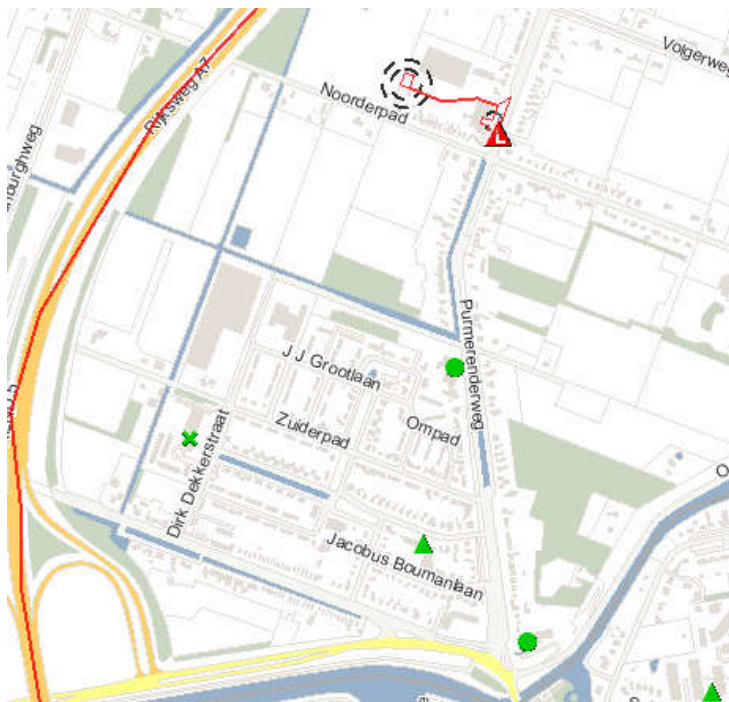 Volgerweg
Rijksweg A7
Noorderpad
Purmerenderweg
J J Grootlaan
Zuiderpad
Ompad
Dirk Dekkerstraat
Jacobus Boumanlaan
L